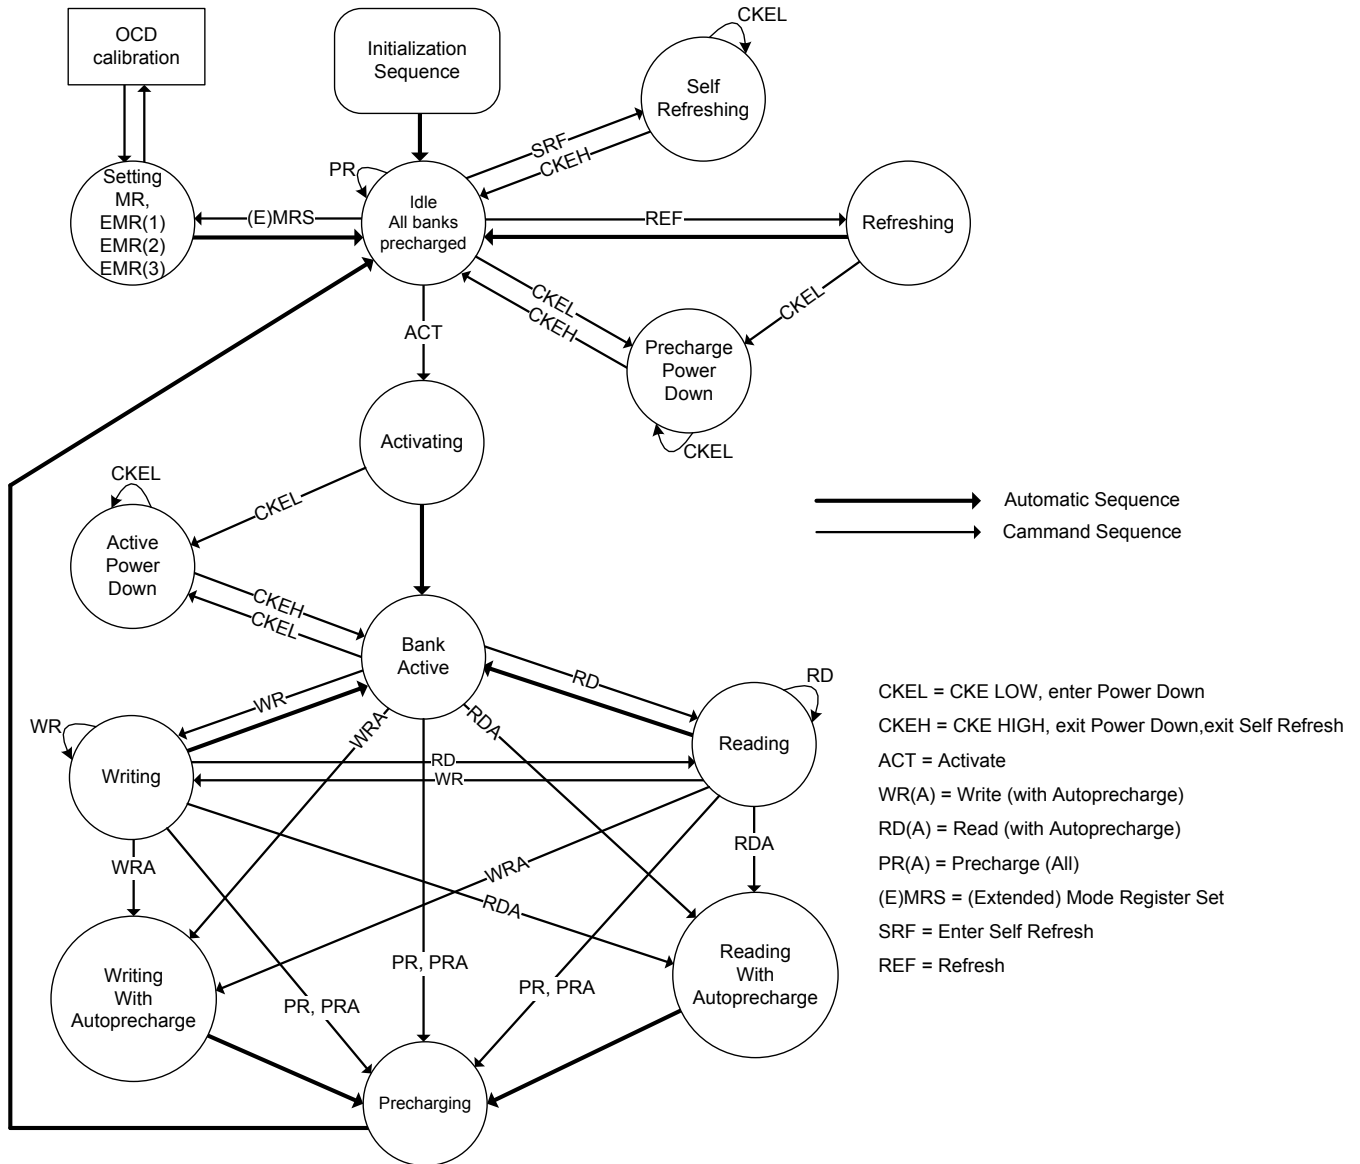 OCD
calibration
Initialization
Sequence
CKEL
Self
Refreshing
SRF
CKEH
PR
Setting
MR,
EMR(1)
EMR(2)
EMR(3)
(E)MRS
Idle
All banks
precharged
REF
Refreshing
CKEL
CKEH
CKEL
ACT
Precharge
Power
Down
CKEL
Activating
CKEL
CKEL
Active
Power
Down
Automatic Sequence
Cammand Sequence
CKEH
CKEL
Bank
Active
WR
RD
RD
WR
WRA
RDA
Writing
RD
WR
Reading
WRA
RDA
WRA
RDA
Writing
With
Autoprecharge
PR, PRA
PR, PRA
PR, PRA
Reading
With
Autoprecharge
Precharging
CKEL = CKE LOW, enter Power Down
CKEH = CKE HIGH, exit Power Down,exit Self Refresh
ACT = Activate
WR(A) = Write (with Autoprecharge)
RD(A) = Read (with Autoprecharge)
PR(A) = Precharge (All)
(E)MRS = (Extended) Mode Register Set
SRF = Enter Self Refresh
REF = Refresh